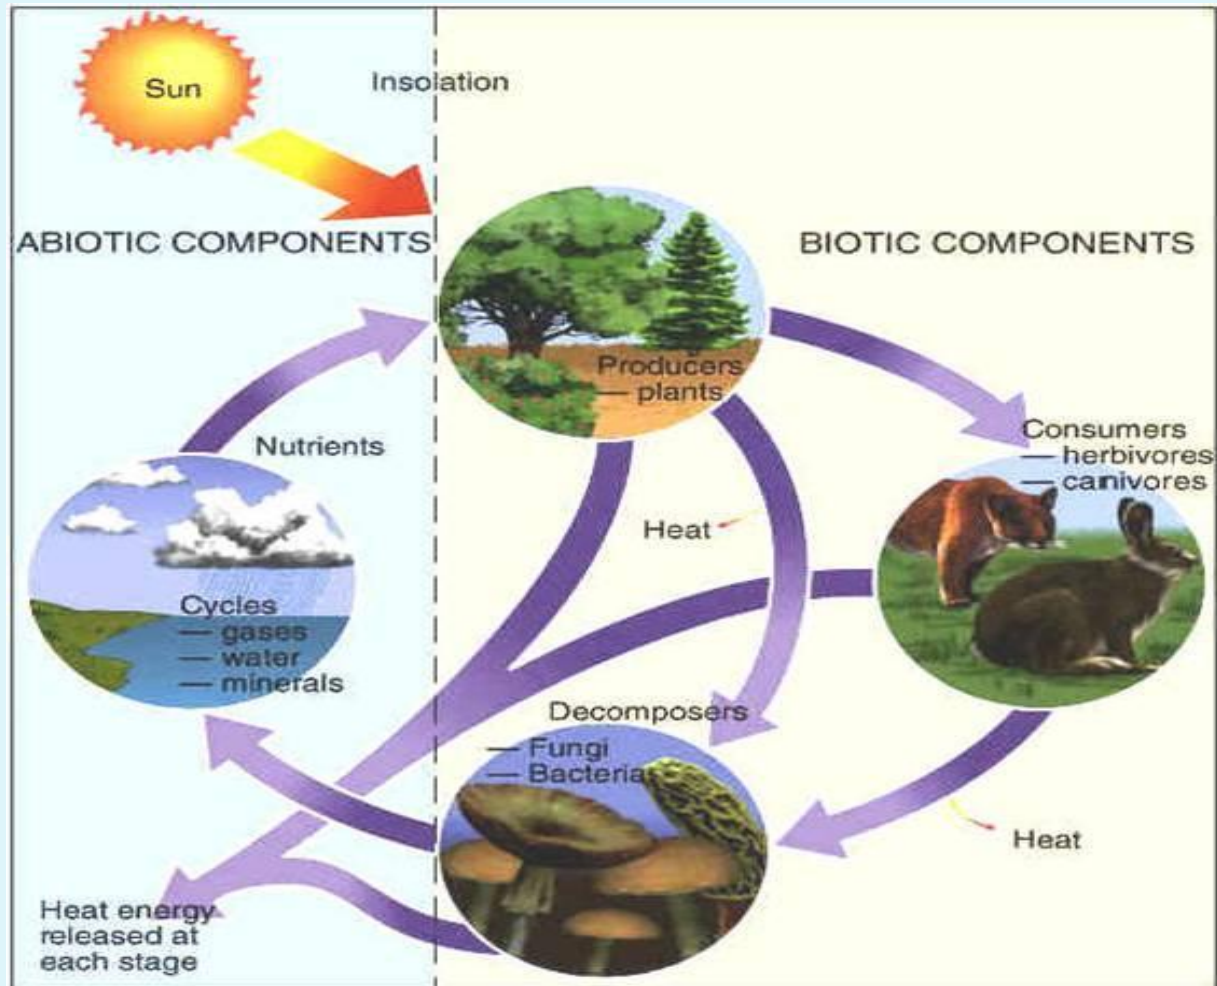 Sun
Insolation
ABIOTIC COMPONENTS
BIOTIC COMPONENTS
Producers
— plants
Consumers
— herbivores
— carnivores
Nutrients
Heat
Cycles
— gases
— water
— minerals
Decomposers
— Fungi
— Bacteria
Heat
Heat energy
released at
each stage